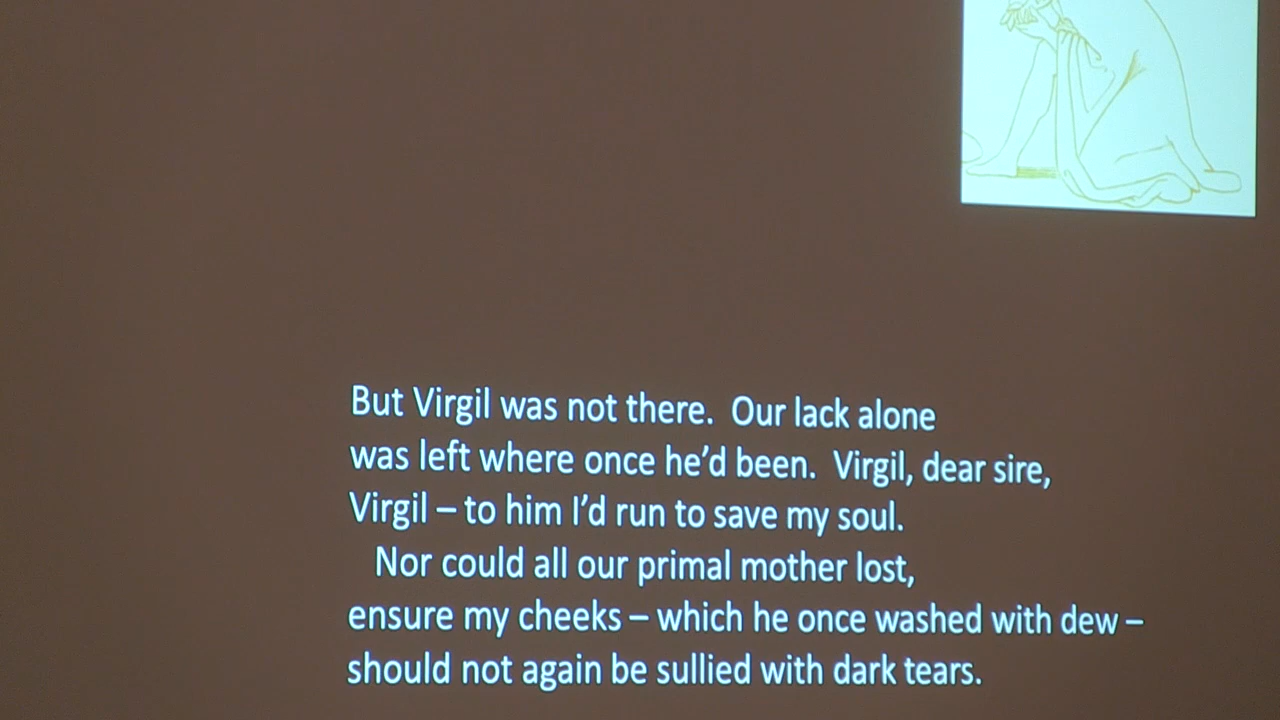 But Virgil was not there.  Our lack alone
was left where once he’d been.  Virgil, dear sire,
Virgil – to him I’d run to save my soul.
Nor could all our primal mother lost,
ensure my cheeks – which he once washed with dew –
should not again be sullied with dark tears.